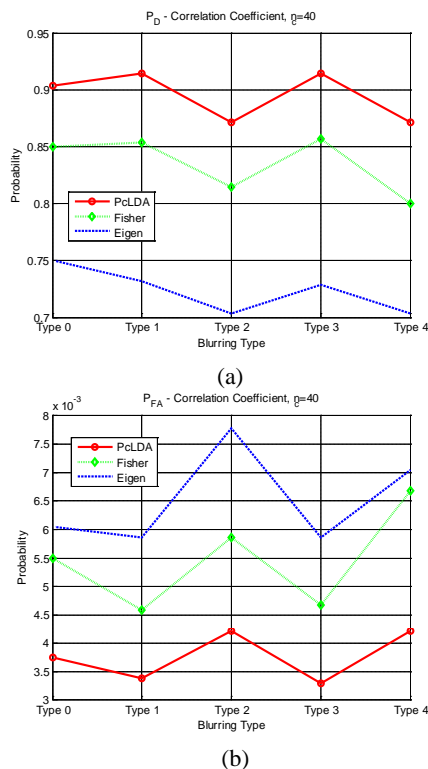 P_D - Correlation Coefficient, n_c=40
0.95
0.9
0.85
0.8
0.75
0.7
Probability
PcLDA
Fisher
Eigen
Type 0 Type 1 Type 2 Type 3 Type 4
Blurring Type
(a)
P_FA - Correlation Coefficient, n_c=40
x 10^-3
8
7.5
7
6.5
6
5.5
5
4.5
4
3.5
3
Probability
PcLDA
Fisher
Eigen
Type 0 Type 1 Type 2 Type 3 Type 4
Blurring Type
(b)